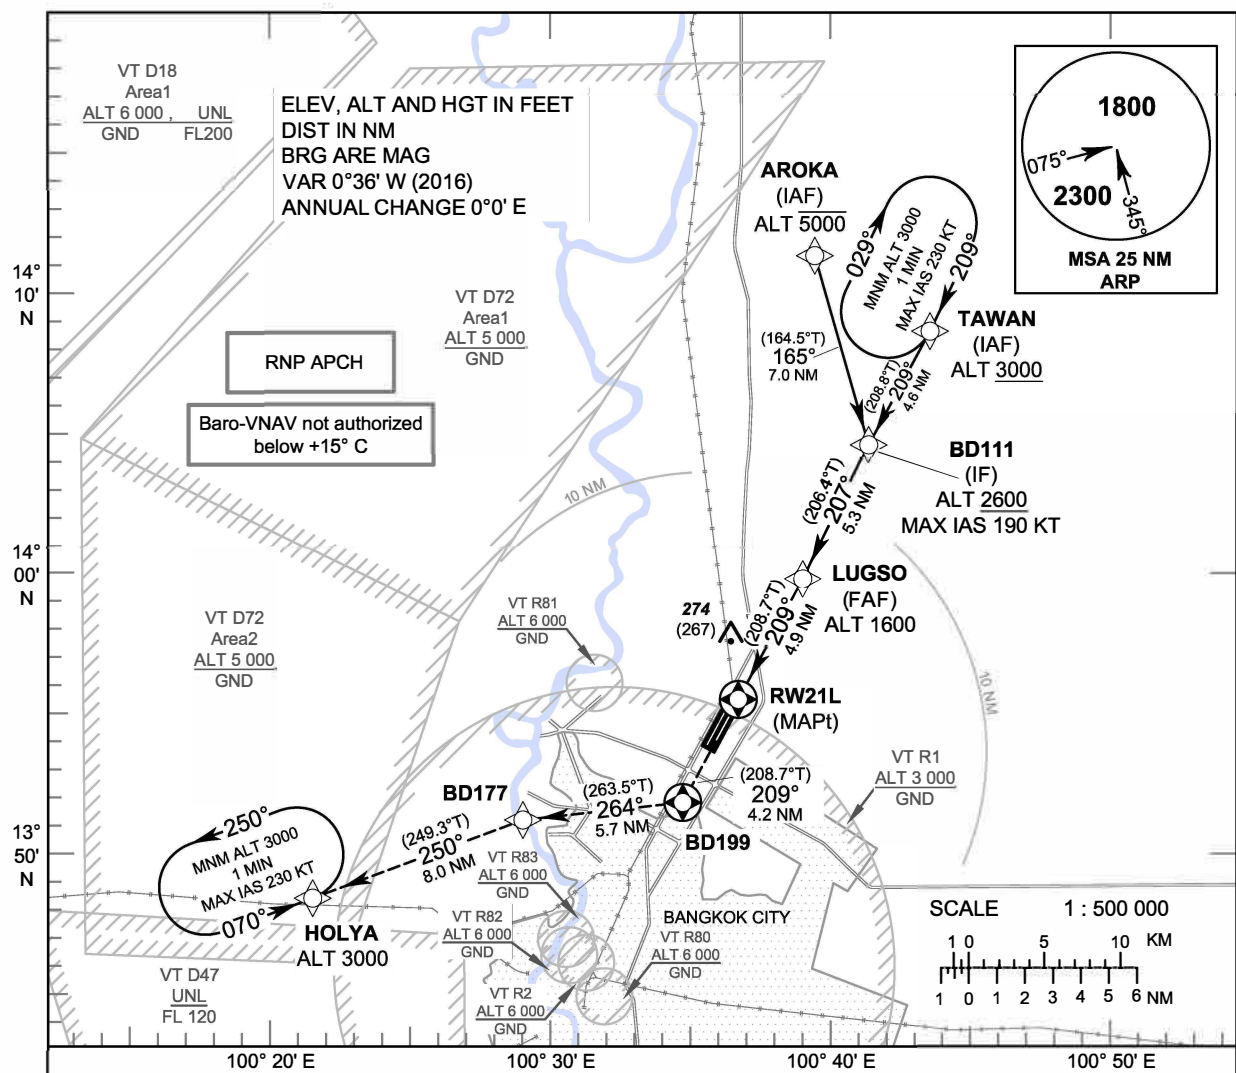 VT D18
Area1
ALT 6 000 , UNL
GND FL200
ELEV, ALT AND HGT IN FEET
DIST IN NM
BRG ARE MAG
VAR 0°36' W (2016)
ANNUAL CHANGE 0°0' E
AROKA
(IAF)
ALT 5000
029°
MNM ALT 3000
1 MIN
MAX IAS 230 KT
209°
1800
075°
2300
345°
MSA 25 NM
ARP
14°
10'
N
VT D72
Area1
ALT 5 000
GND
TAWAN
(IAF)
ALT 3000
(164.5°T)
165°
7.0 NM
(208.8°T)
209°
4.6 NM
RNP APCH
Baro-VNAV not authorized
below +15° C
BD111
(IF)
ALT 2600
MAX IAS 190 KT
10 NM
(206.4°T)
207°
5.3 NM
14°
00'
N
LUGSO
(FAF)
ALT 1600
VT R81
ALT 6 000
GND
274
(267)
(208.7°T)
209°
4.9 NM
VT D72
Area2
ALT 5 000
GND
10 NM
RW21L
(MAPt)
VT R1
ALT 3 000
GND
(208.7°T)
209°
4.2 NM
BD177
(263.5°T)
264°
5.7 NM
BD199
13°
50'
N
250°
MNM ALT 3000
1 MIN
MAX IAS 230 KT
070°
(249.3°T)
250°
8.0 NM
VT R83
ALT 6 000
GND
HOLYA
ALT 3000
VT R82
ALT 6 000
GND
BANGKOK CITY
VT R80
ALT 6 000
GND
VT R2
ALT 6 000
GND
VT D47
UNL
FL 120
SCALE 1 : 500 000
1 0 5 10 KM
1 0 1 2 3 4 5 6 NM
100° 20' E 100° 30' E 100° 40' E 100° 50' E